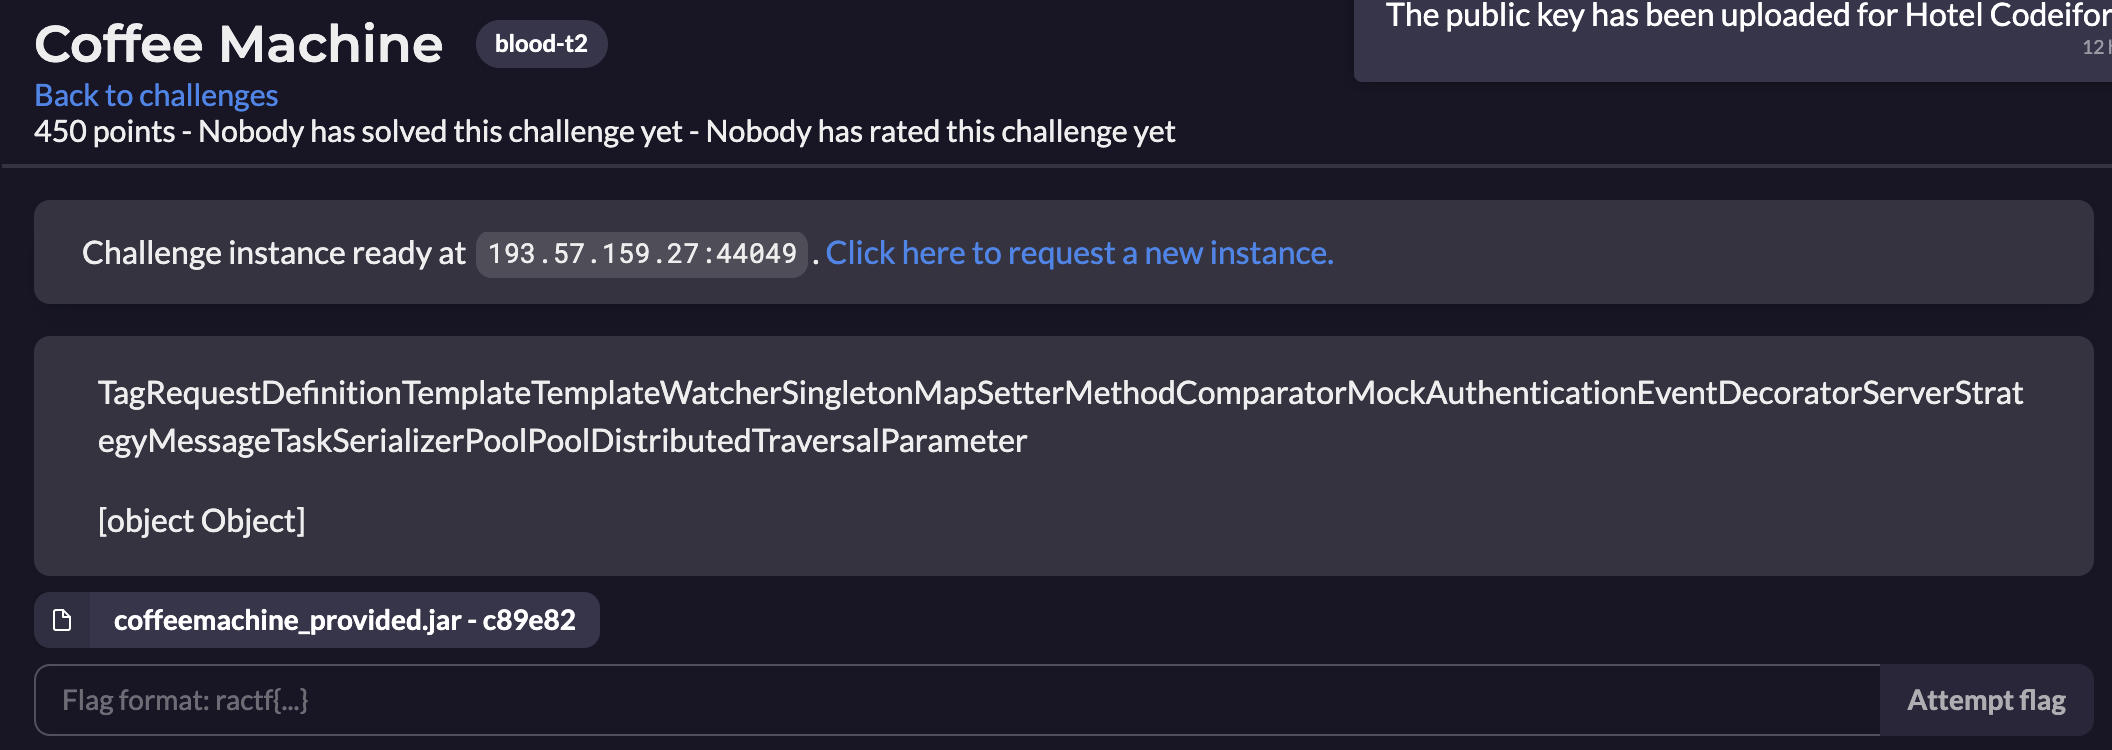 The public key has been uploaded for Hotel Codeifor
Coffee Machine blood-t2
12 h
Back to challenges
450 points - Nobody has solved this challenge yet - Nobody has rated this challenge yet
Challenge instance ready at 193.57.159.27:44049. Click here to request a new instance.
TagRequestDefinitionTemplateTemplateWatcherSingletonMapSetterMethodComparatorMockAuthenticationEventDecoratorServerStrat
egyMessageTaskSerializerPoolPoolDistributedTraversalParameter
[object Object]
coffeemachine_provided.jar - c89e82
Flag format: ractf{...} Attempt flag